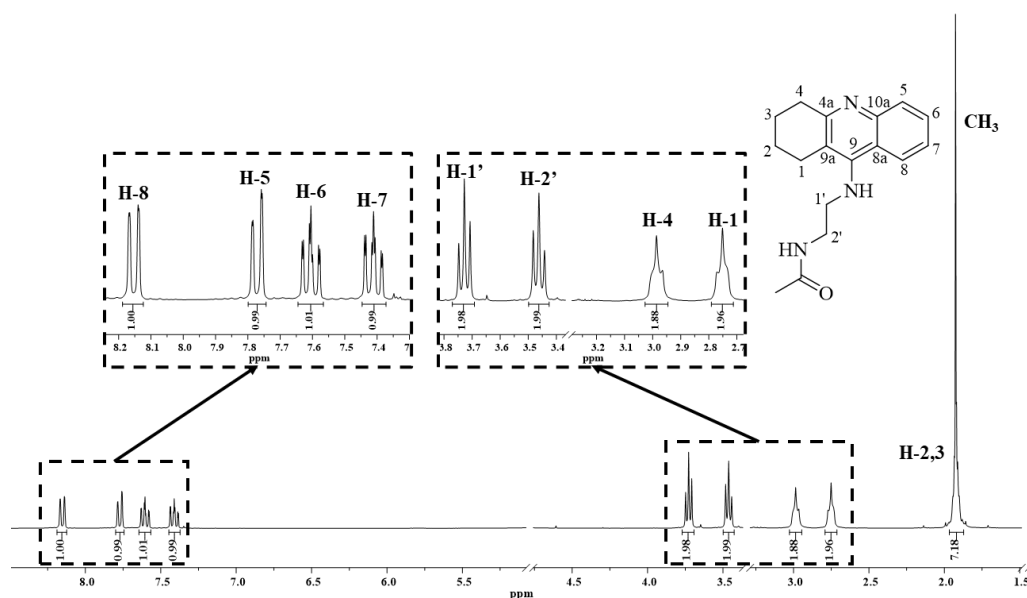 4
5
4a
N
10a
6
3
CH₃
2
9
7
9a
8a
1
8
NH
1'
2'
HN
O
H-8
H-5
H-6
H-7
1.00
0.99
1.01
0.99
8.2 8.1 8.0 7.9 7.8 7.7 7.6 7.5 7.4 7.3
ppm
H-1’
H-2’
H-4
H-1
1.98
1.99
1.88
1.96
3.8 3.7 3.6 3.5 3.4 3.3 3.1 3.0 2.9 2.8 2.7
ppm
H-2,3
1.00
0.99
1.01
0.99
1.98
1.99
1.88
1.96
7.18
8.0 7.5 7.0 6.5 6.0 5.5 4.5 4.0 3.5 3.0 2.5 2.0 1.5
ppm